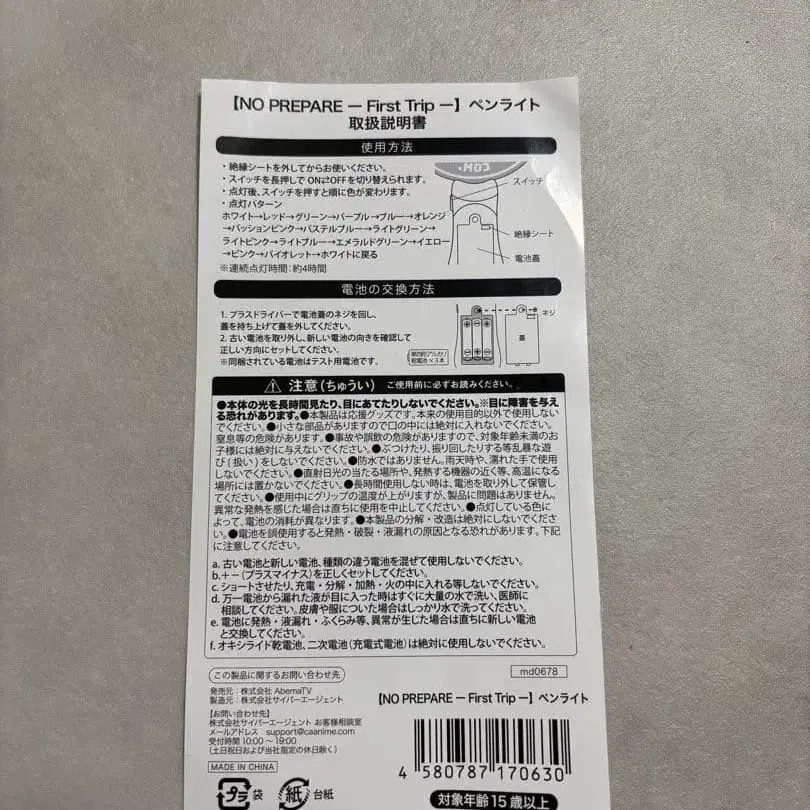 【NO PREPARE － First Trip －】 ペンライト
取扱説明書
使用方法
・絶縁シートを外してからお使いください。
・スイッチを長押しで ON⇄OFFを切り替えられます。
・点灯後、スイッチを押すと順に色が変わります。
・点灯パターン
ホワイト→レッド→グリーン→パープル→ブルー→オレンジ
→パッションピンク→パステルブルー→ライトグリーン→
ライトピンク→ライトブルー→エメラルドグリーン→イエロー
→ピンク→バイオレット→ホワイトに戻る
※連続点灯時間：約4時間
スイッチ
絶縁シート
電池蓋
電池の交換方法
1. プラスドライバーで電池蓋のネジを回し、
蓋を持ち上げて蓋を外してください。
2. 古い電池を取り外し、新しい電池の向きを確認して
正しい方向にセットしてください。
※同梱されている電池はテスト用電池です。
ネジ
蓋
単四形アルカリ
乾電池×3本
注意（ちゅうい） ご使用前に必ずお読みください。
●本体の光を長時間見たり、目にあてたりしないでください。※目に障害を与え
る恐れがあります。●本製品は応援グッズです。本来の使用目的以外で使用しない
でください。●小さな部品がありますので口の中には絶対に入れないでください。
窒息等の危険があります。●事故や誤飲の危険がありますので、対象年齢未満のお
子様には絶対に与えないでください。●ぶつけたり、振り回したりする等乱暴な遊
び（扱い）をしないでください。●防水ではありません。雨天時や、濡れた手で使用
しないでください。●直射日光の当たる場所や、発熱する機器の近く等、高温になる
場所には置かないでください。●長時間使用しない時は、電池を取り外して保管し
てください。●使用中にグリップの温度が上がりますが、製品に問題はありません。
異常な発熱を感じた場合は直ちに使用を中止してください。●点灯している色に
よって、電池の消耗が異なります。●本製品の分解・改造は絶対にしないでくださ
い。●電池を誤使用すると発熱・破裂・液漏れの原因となる恐れがあります。下記
に注意してください。
a. 古い電池と新しい電池、種類の違う電池を混ぜて使用しないでください。
b.＋－（プラスマイナス）を正しくセットしてください。
c. ショートさせたり、充電・分解・加熱・火の中に入れる等しないでください。
d. 万一電池から漏れた液が目に入った時はすぐに大量の水で洗い、医師に
相談してください。皮膚や服についた場合はしっかり水で洗ってください。
e. 電池に発熱・液漏れ・ふくらみ等、異常が生じた場合は直ちに新しい電池
と交換してください。
f. オキシライド乾電池、二次電池（充電式電池）は絶対に使用しないでください。
この製品に関するお問い合わせ先
md0678
発売元：株式会社 AbemaTV
製造元：株式会社サイバーエージェント
【お問い合わせ先】
株式会社サイバーエージェント お客様相談室
メールアドレス support@caanime.com
受付時間 10:00 ～ 19:00
（土日祝日および当社指定の休日除く）
MADE IN CHINA
プラ 袋
紙 台紙
【NO PREPARE － First Trip －】 ペンライト
4 580787 170630
対象年齢 15 歳以上